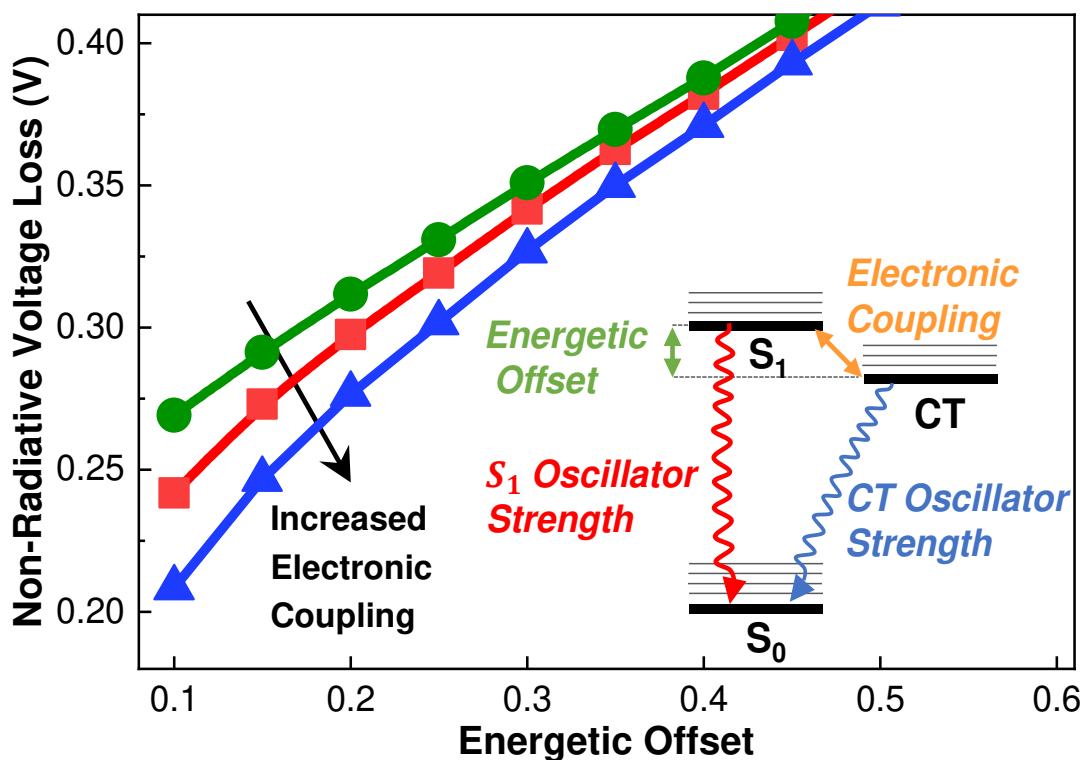 Non-Radiative Voltage Loss (V)
0.40
0.35
0.30
0.25
0.20
Increased
Electronic
Coupling
Energetic
Offset
S₁
Electronic
Coupling
CT
S₁ Oscillator
Strength
CT Oscillator
Strength
S₀
0.1 0.2 0.3 0.4 0.5 0.6
Energetic Offset